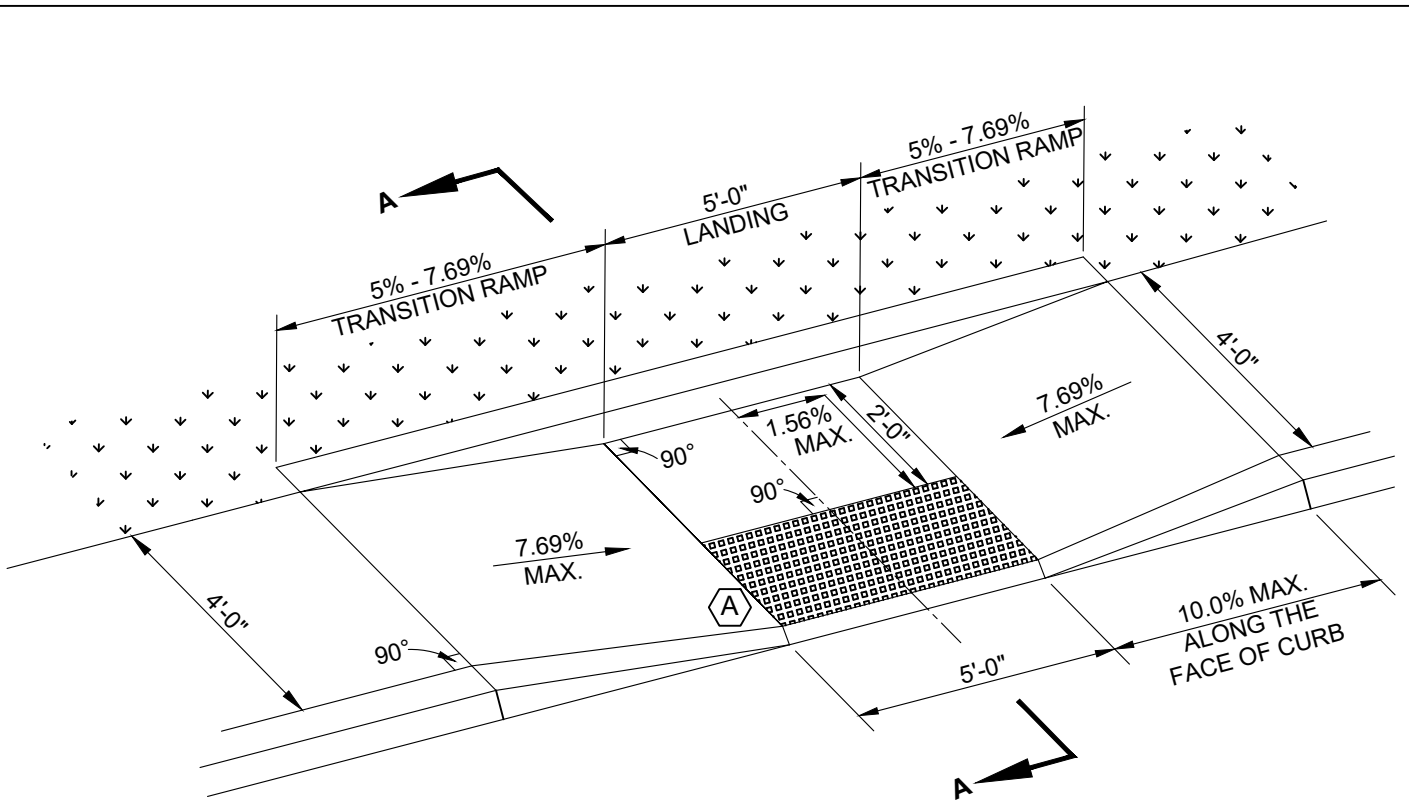 5% - 7.69%
TRANSITION RAMP
A
5'-0"
LANDING
5% - 7.69%
TRANSITION RAMP
4'-0"
7.69%
MAX.
1.56%
MAX.
2'-0"
90°
90°
7.69%
MAX.
A
4'-0"
90°
10.0% MAX.
ALONG THE
FACE OF CURB
5'-0"
A